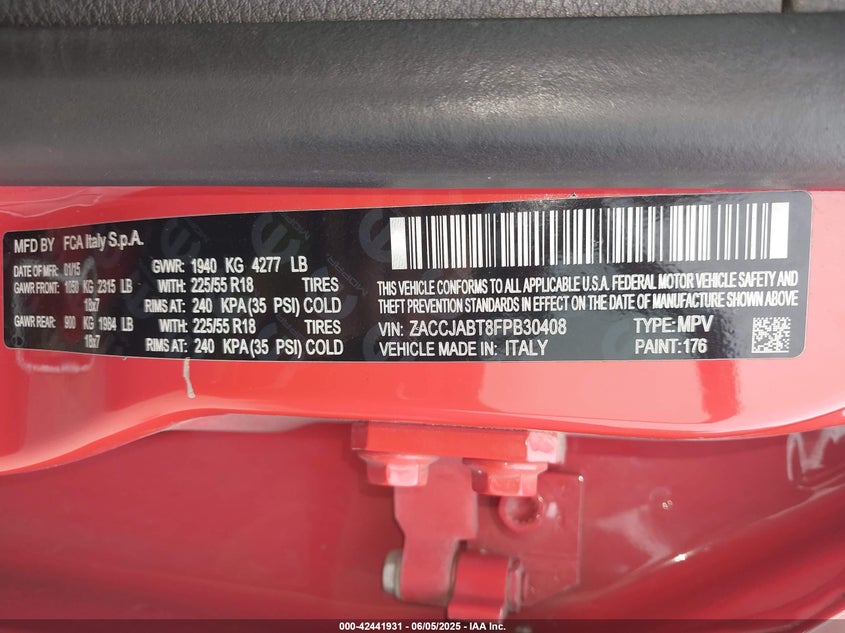 MFD BY FCA Italy S.p.A.
DATE OF MFR: 01/15 GVWR: 1940 KG 4277 LB
GAWR FRONT: 1050 KG 2315 LB WITH: 225/55 R18 TIRES
18x7 RIMS AT: 240 KPA(35 PSI) COLD
GAWR REAR: 900 KG 1984 LB WITH: 225/55 R18 TIRES
18x7 RIMS AT: 240 KPA(35 PSI) COLD
THIS VEHICLE CONFORMS TO ALL APPLICABLE U.S.A. FEDERAL MOTOR VEHICLE SAFETY AND
THEFT PREVENTION STANDARDS IN EFFECT ON THE DATE OF MANUFACTURE SHOWN ABOVE.
VIN: ZACCJABT8FPB30408 TYPE: MPV
VEHICLE MADE IN: ITALY PAINT: 176
000-42441931 - 06/05/2025 - IAA Inc.